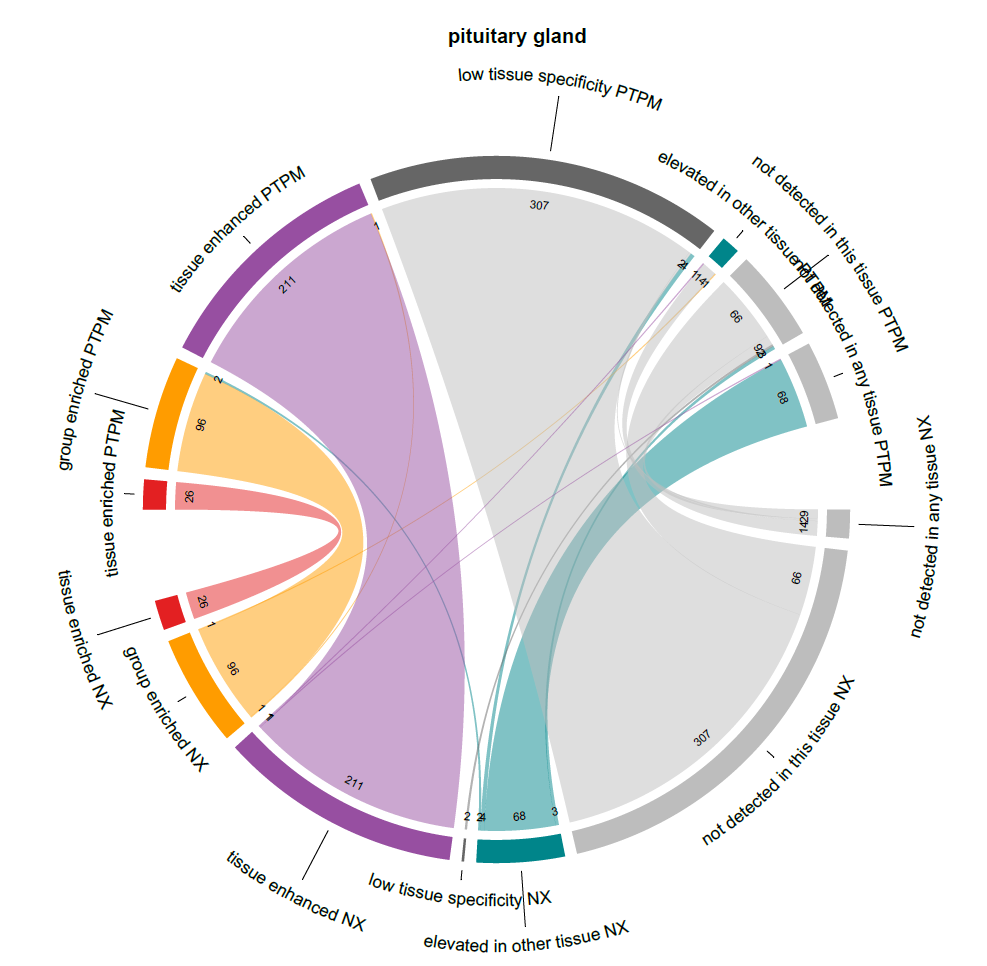 pituitary gland
low tissue specificity PTPM
elevated in other tissue PTPM
not detected in this tissue PTPM
not detected in any tissue PTPM
not detected in any tissue NX
not detected in this tissue NX
elevated in other tissue NX
low tissue specificity NX
tissue enhanced NX
group enriched NX
tissue enriched NX
tissue enriched PTPM
group enriched PTPM
tissue enhanced PTPM
307
66
1
68
66
307
3
68
2
211
1
96
1
26
26
96
2
211
1